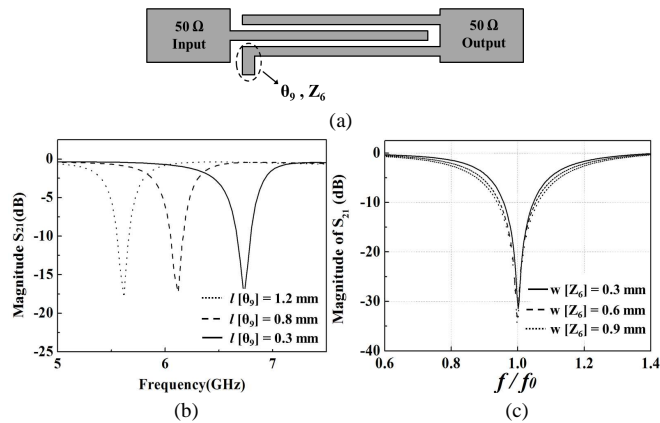 50 Ω
Input
50 Ω
Output
θ9 , Z6
(a)
Magnitude S21(dB)
0
-5
-10
-15
-20
-25
5
6
7
l [θ9] = 1.2 mm
l [θ9] = 0.8 mm
l [θ9] = 0.3 mm
Frequency(GHz)
(b)
Magnitude of S21 (dB)
0
-10
-20
-30
-40
0.6
0.8
1.0
1.2
1.4
w [Z6] = 0.3 mm
w [Z6] = 0.6 mm
w [Z6] = 0.9 mm
f / f0
(c)